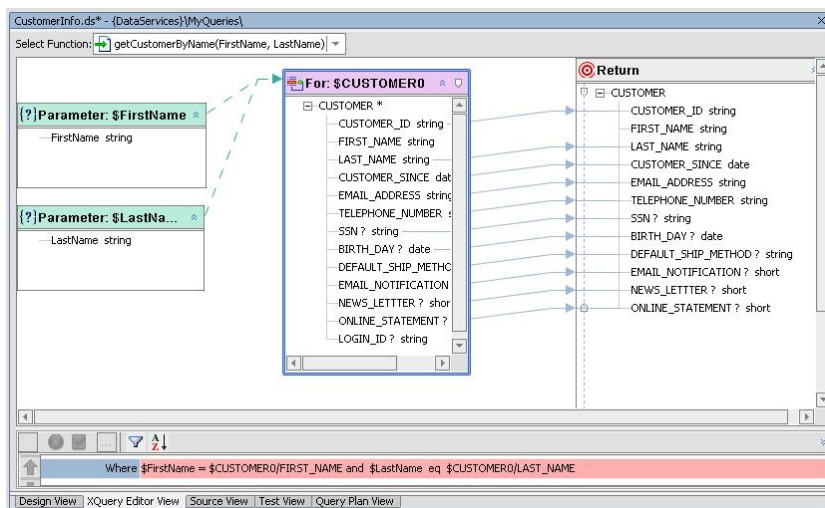 CustomerInfo.ds* - {DataServices}\MyQueries\
Select Function: getCustomerByName(FirstName, LastName)
{?}Parameter: $FirstName
FirstName string
{?}Parameter: $LastNa...
LastName string
For: $CUSTOMER0
CUSTOMER *
CUSTOMER_ID string
FIRST_NAME string
LAST_NAME string
CUSTOMER_SINCE dat
EMAIL_ADDRESS string
TELEPHONE_NUMBER s
SSN ? string
BIRTH_DAY ? date
DEFAULT_SHIP_METHO
EMAIL_NOTIFICATION
NEWS_LETTTER ? shor
ONLINE_STATEMENT ?
LOGIN_ID ? string
Return
CUSTOMER
CUSTOMER_ID string
FIRST_NAME string
LAST_NAME string
CUSTOMER_SINCE date
EMAIL_ADDRESS string
TELEPHONE_NUMBER string
SSN ? string
BIRTH_DAY ? date
DEFAULT_SHIP_METHOD ? string
EMAIL_NOTIFICATION ? short
NEWS_LETTTER ? short
ONLINE_STATEMENT ? short
Where $FirstName = $CUSTOMER0/FIRST_NAME and $LastName eq $CUSTOMER0/LAST_NAME
Design View XQuery Editor View Source View Test View Query Plan View